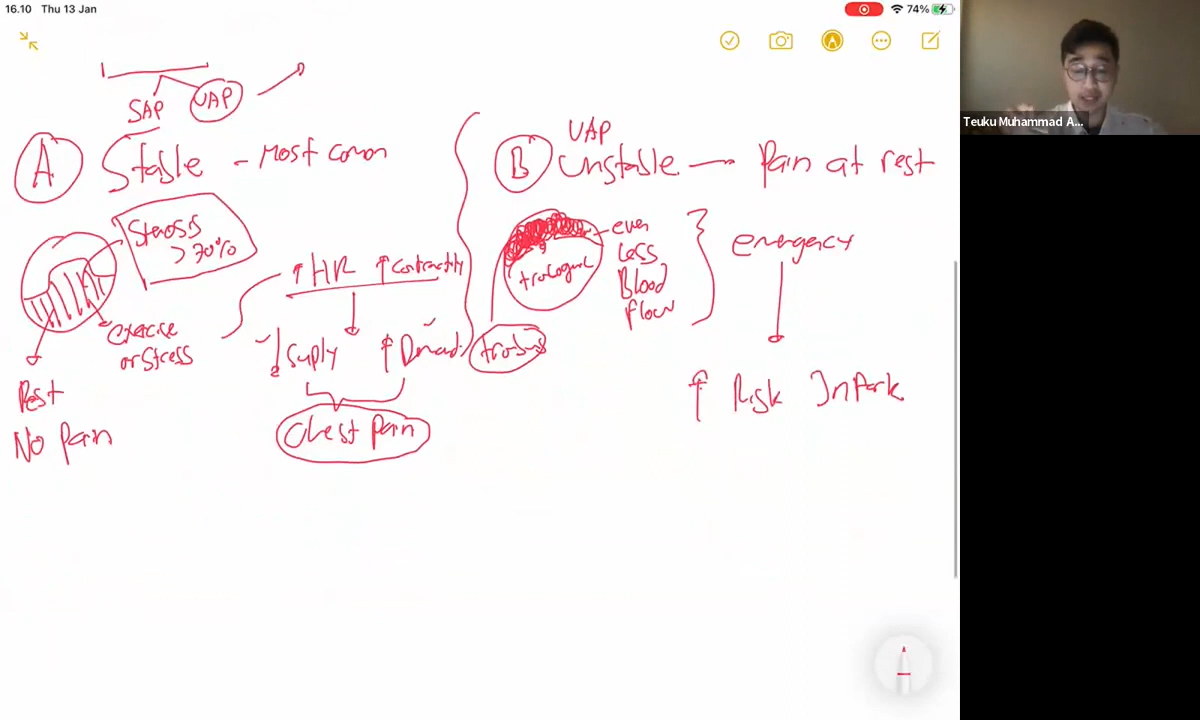 16.10 Thu 13 Jan
74%
SAP UAP
A Stable - Most comon
Stenosis
>70%
exercise
or stress
Rest
No Pain
↑ HR ↑ contractility
↓ Suply ↑ Demand
Chest Pain
UAP
B Unstable — Pain at rest
even
Less
Blood
flow
emergency
↑ Risk Infark
Teuku Muhammad A...